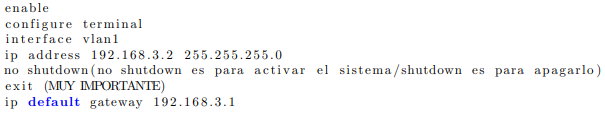 enable
configure terminal
interface vlan1
ip address 192.168.3.2 255.255.255.0
no shutdown(no shutdown es para activar el sistema/shutdown es para apagarlo)
exit (MUY IMPORTANTE)
ip default gateway 192.168.3.1